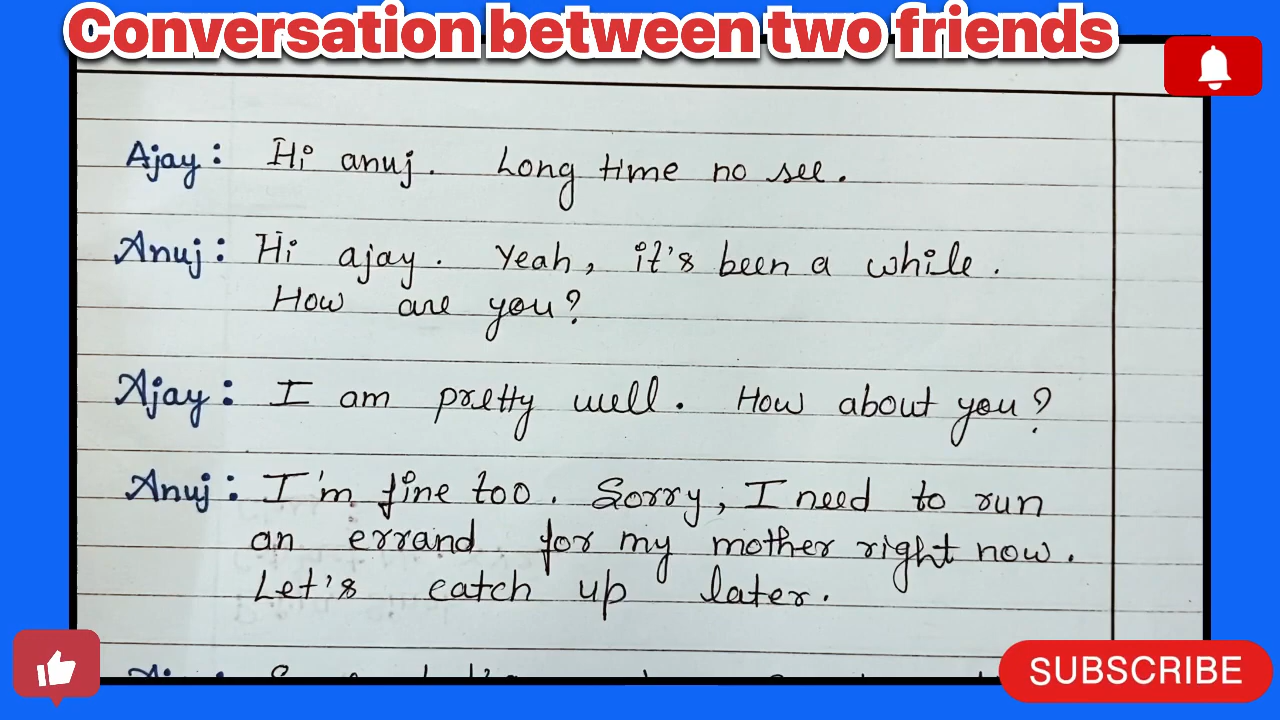 Conversation between two friends
Ajay: Hi anuj. Long time no see.
Anuj: Hi ajay. Yeah, it's been a while.
How are you?
Ajay: I am pretty well. How about you?
Anuj: I'm fine too. Sorry, I need to run
an errand for my mother right now.
Let's catch up later.
SUBSCRIBE